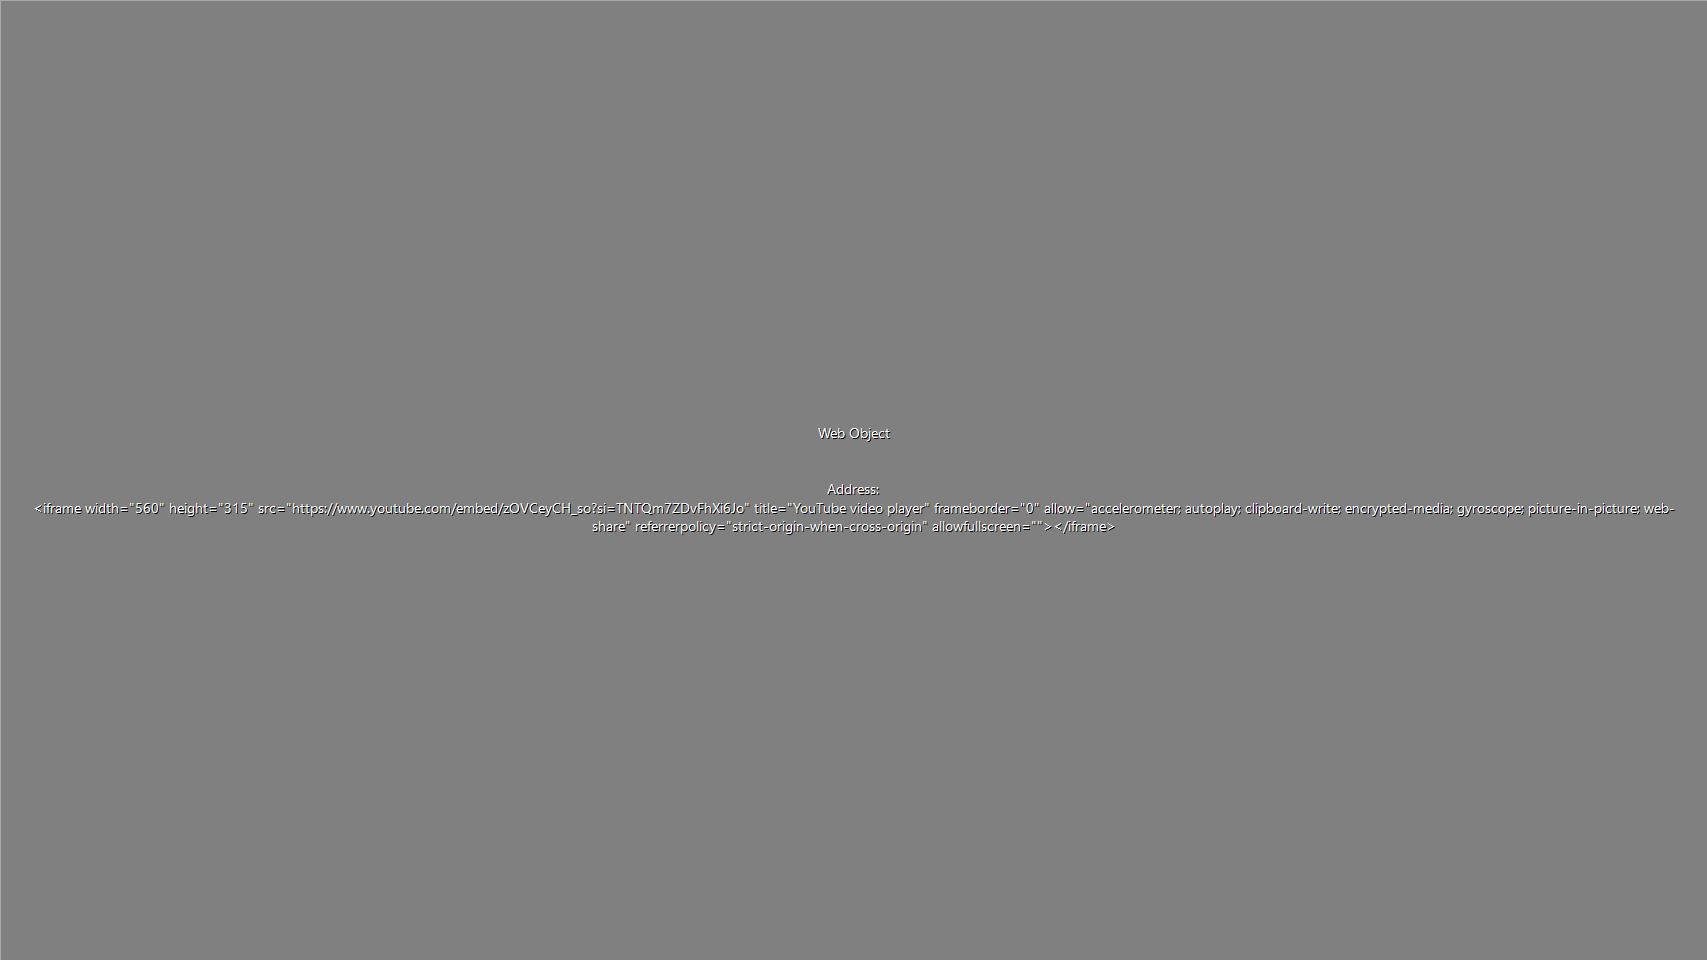 Web Object
Address:
<iframe width="560" height="315" src="https://www.youtube.com/embed/zOVCeyCH_so?si=TNTQm7ZDvFhXi6Jo" title="YouTube video player" frameborder="0" allow="accelerometer; autoplay; clipboard-write; encrypted-media; gyroscope; picture-in-picture; web-
share" referrerpolicy="strict-origin-when-cross-origin" allowfullscreen=""></iframe>